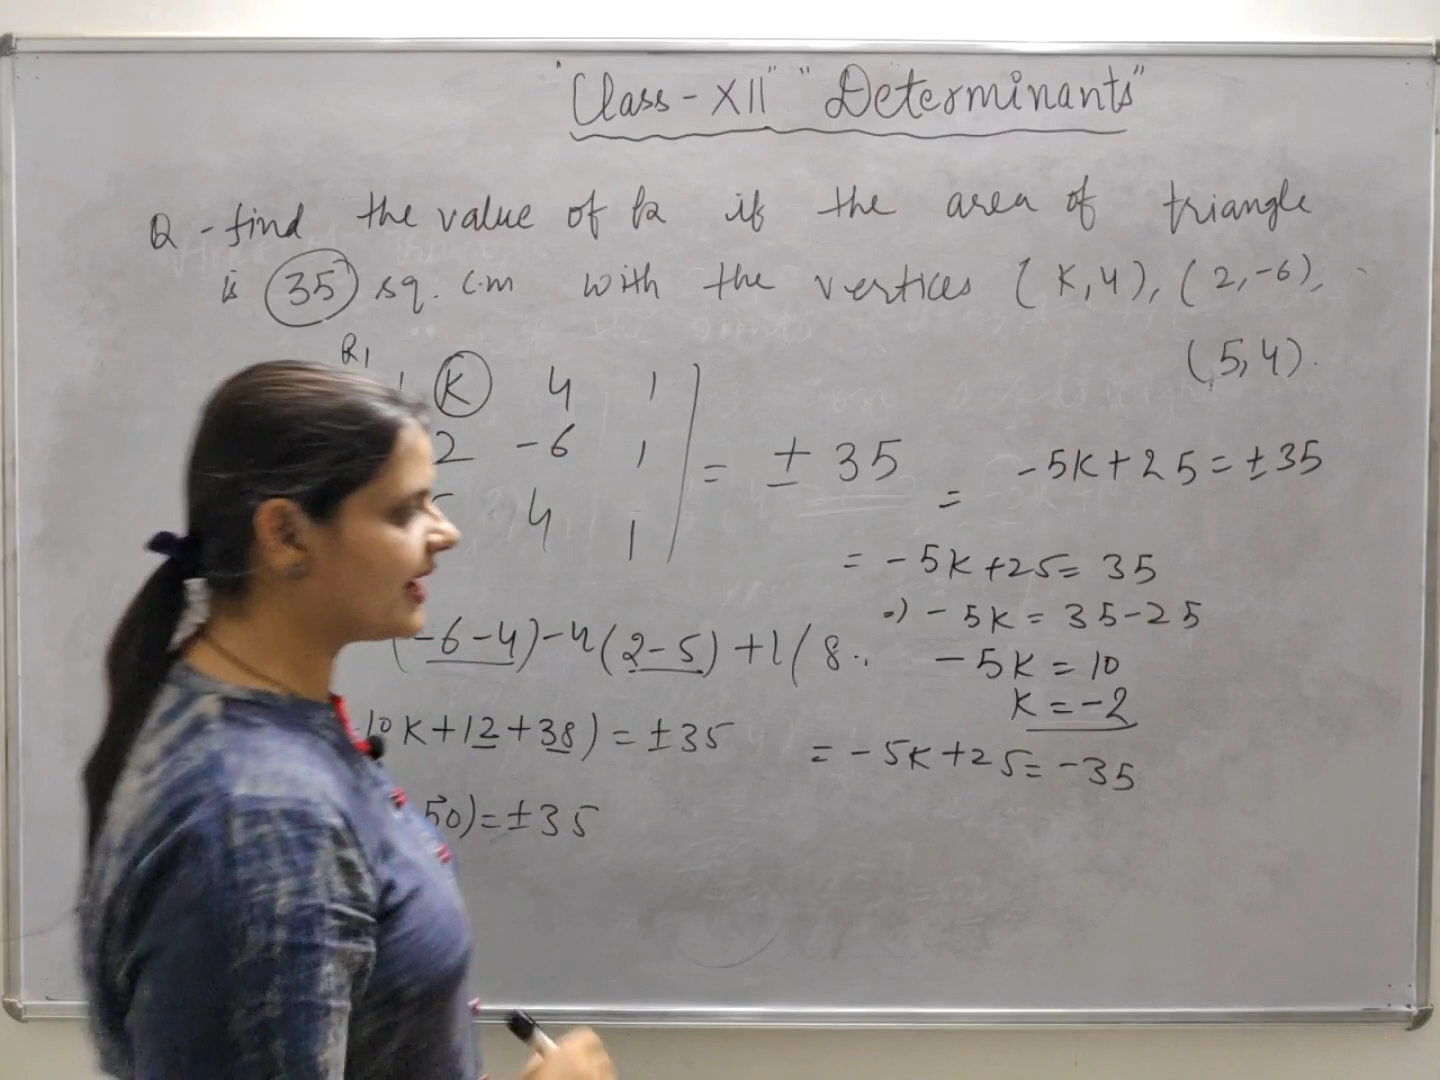 "Class-XII" "Determinants"
Q - find the value of k if the area of triangle
is 35 sq. cm with the vertices (K,4), (2,-6),
(5,4).
R1
K 4 1
2 -6 1
4 1
= ± 35
(-6-4)-4(2-5)+1(8..
10K+12+38)=±35
50)=±35
= -5K+25=±35
= -5K+25=35
=) -5K=35-25
-5K=10
K=-2
= -5K+25=-35